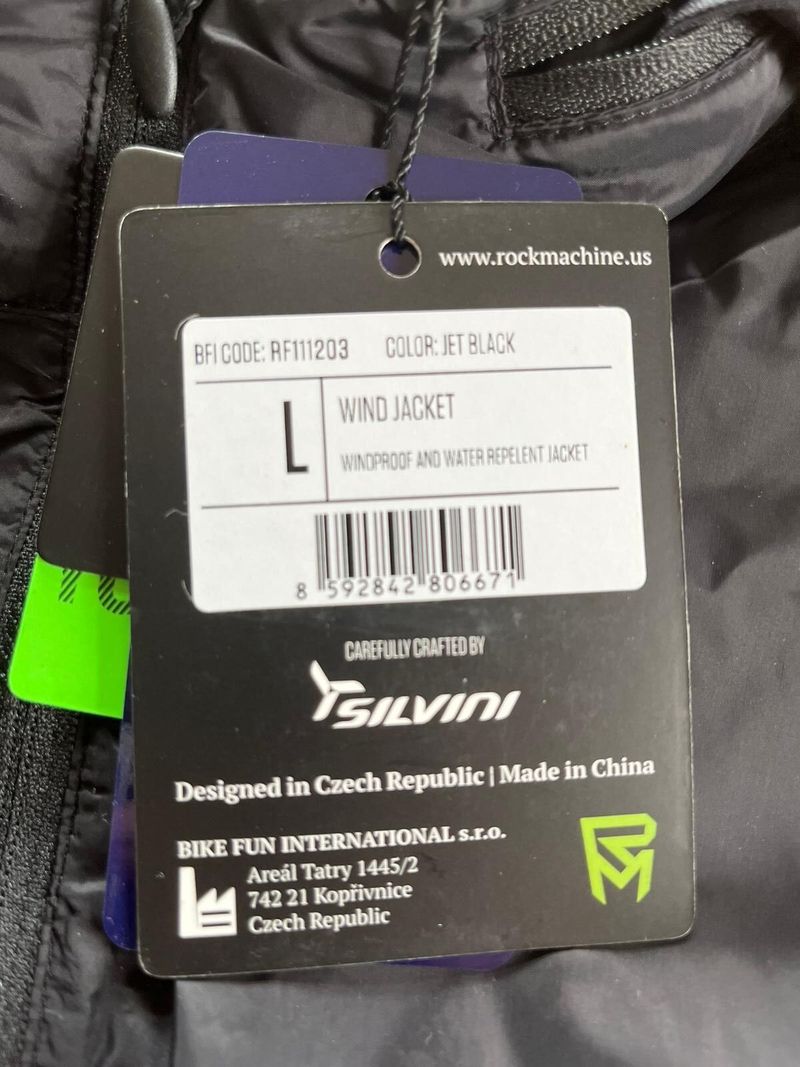 www.rockmachine.us
BFI CODE: RF111203 COLOR: JET BLACK
L
WIND JACKET
WINDPROOF AND WATER REPELENT JACKET
8 592842 806671
CAREFULLY CRAFTED BY
SILVINI
Designed in Czech Republic | Made in China
BIKE FUN INTERNATIONAL s.r.o.
Areál Tatry 1445/2
742 21 Kopřivnice
Czech Republic
RM